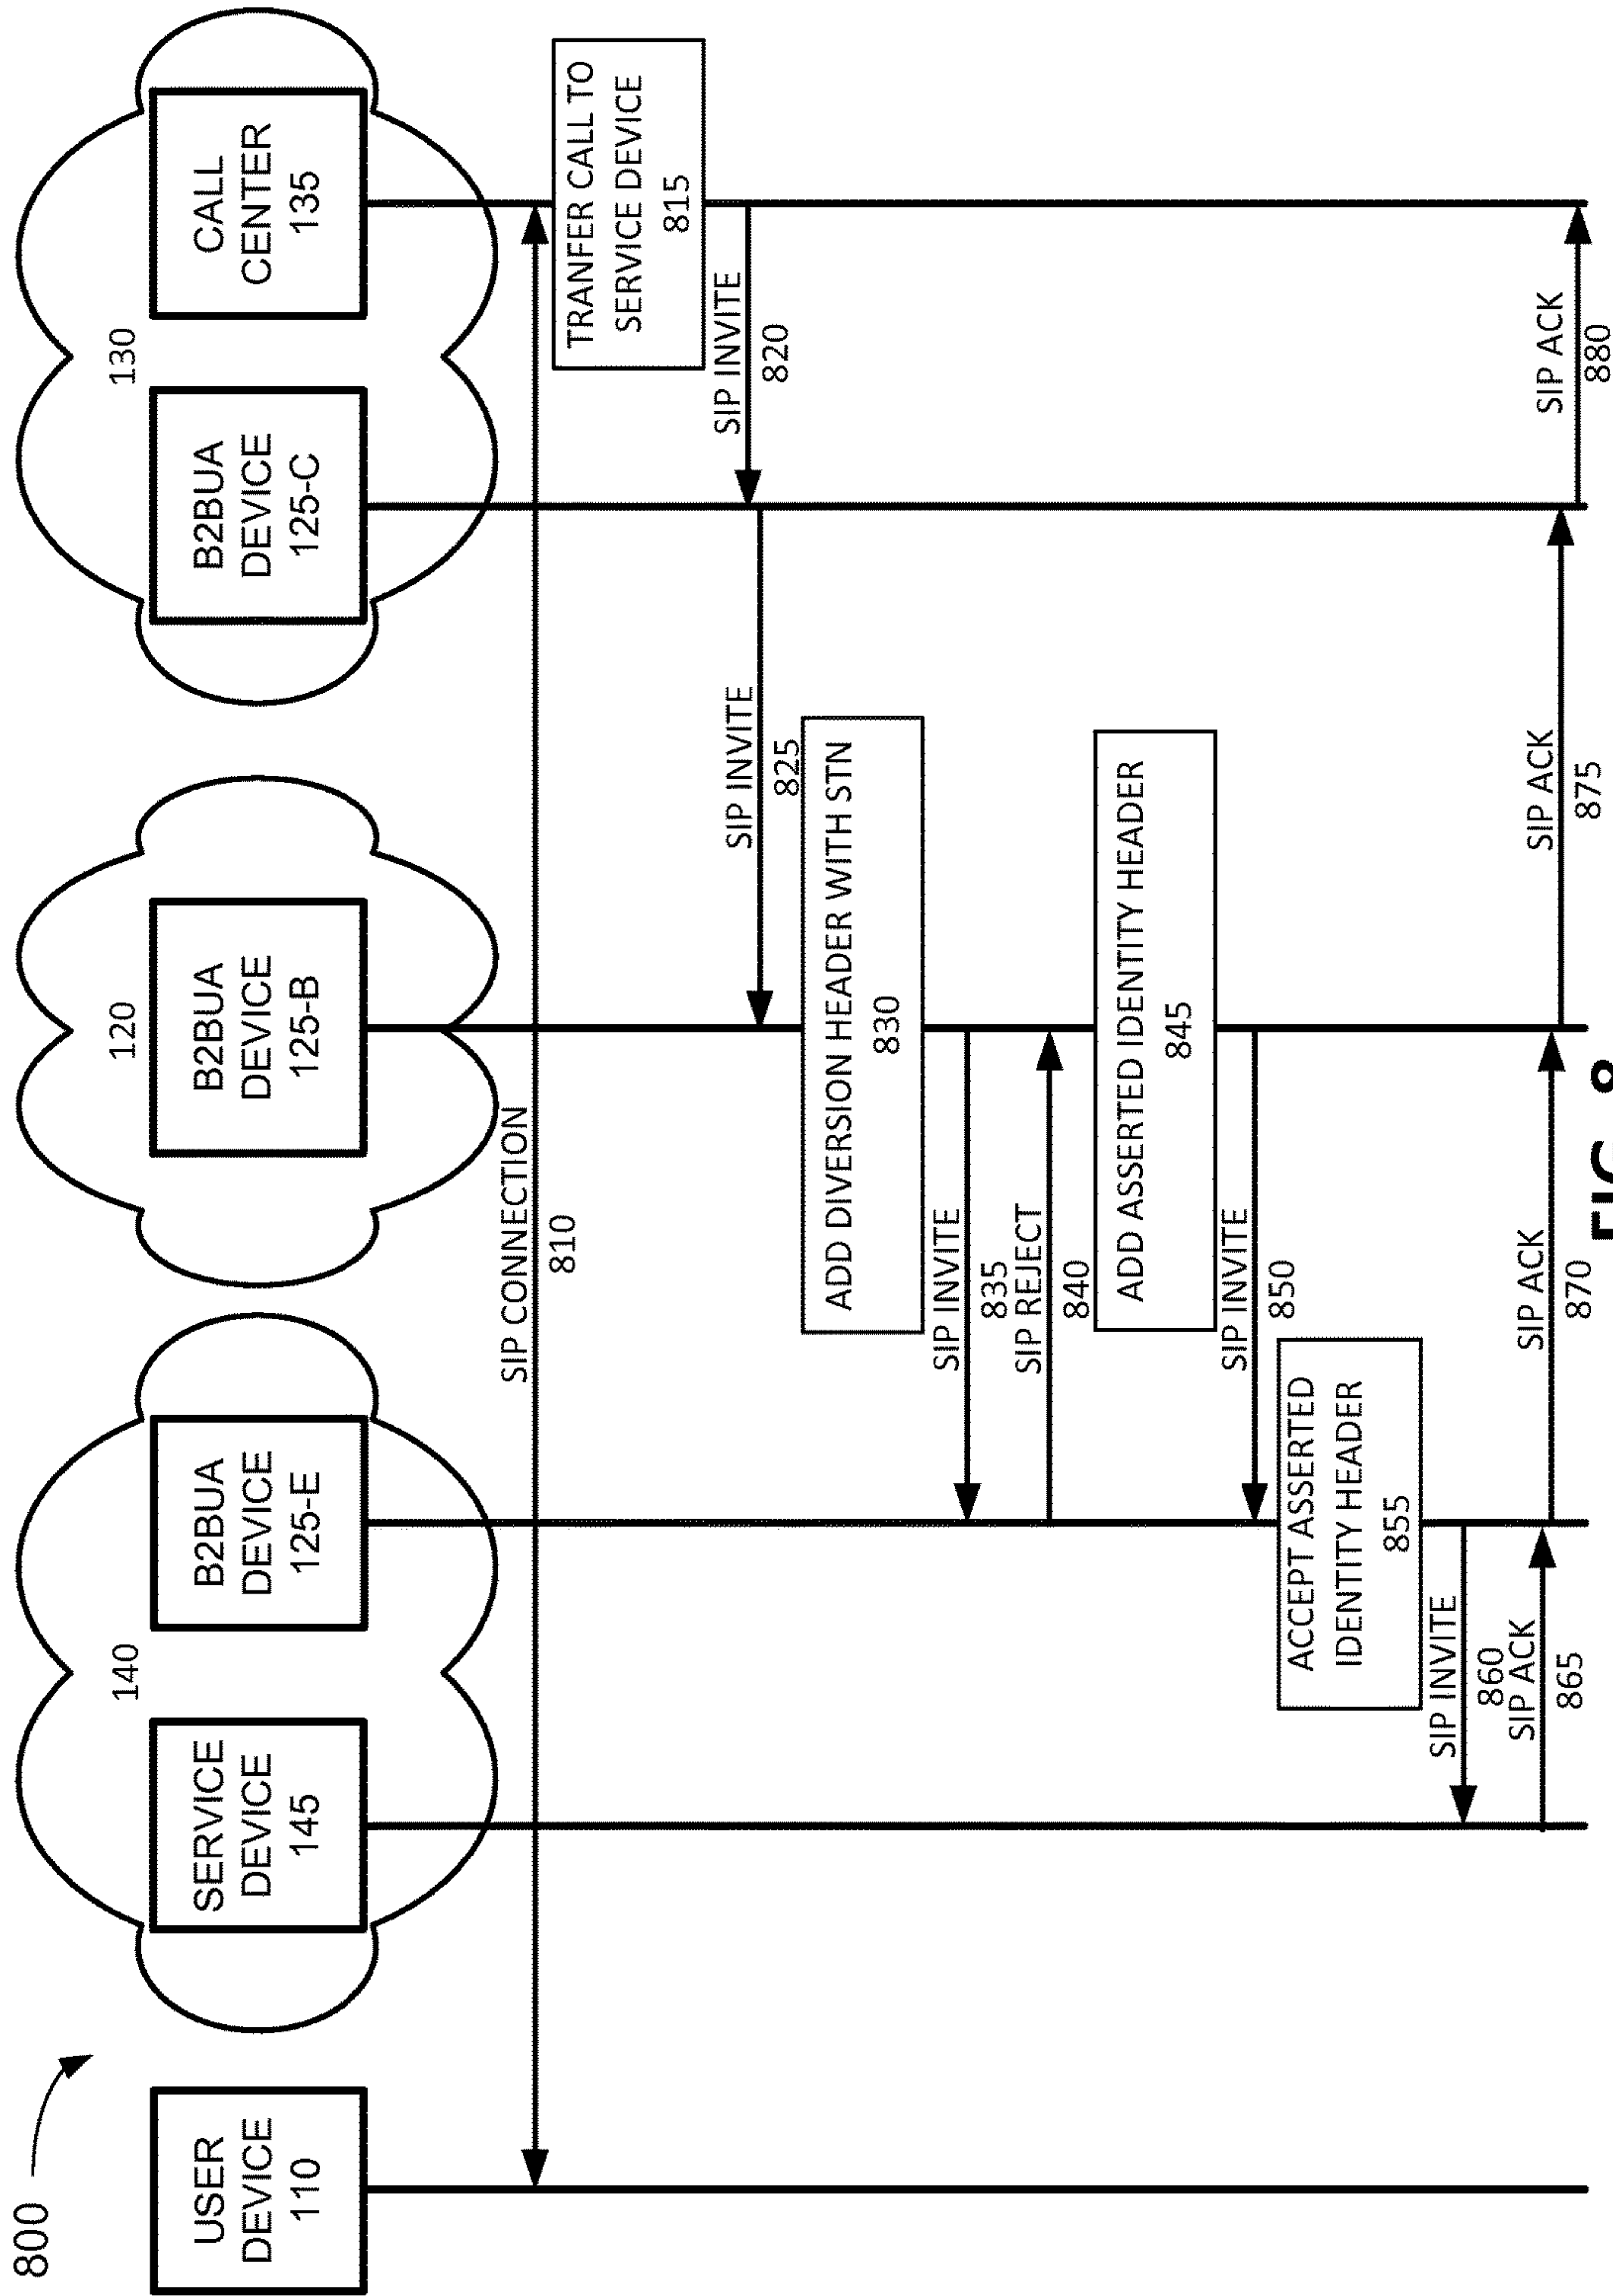 800
USER
DEVICE
110
140
SERVICE
DEVICE
145
B2BUA
DEVICE
125-E
120
B2BUA
DEVICE
125-B
130
B2BUA
DEVICE
125-C
CALL
CENTER
135
SIP CONNECTION
810
TRANFER CALL TO
SERVICE DEVICE
815
SIP INVITE
820
SIP INVITE
825
ADD DIVERSION HEADER WITH STN
830
SIP INVITE
835
SIP REJECT
840
ADD ASSERTED IDENTITY HEADER
845
SIP INVITE
850
ACCEPT ASSERTED
IDENTITY HEADER
855
SIP INVITE
860
SIP ACK
865
SIP ACK
870
SIP ACK
875
SIP ACK
880
FIG. 8